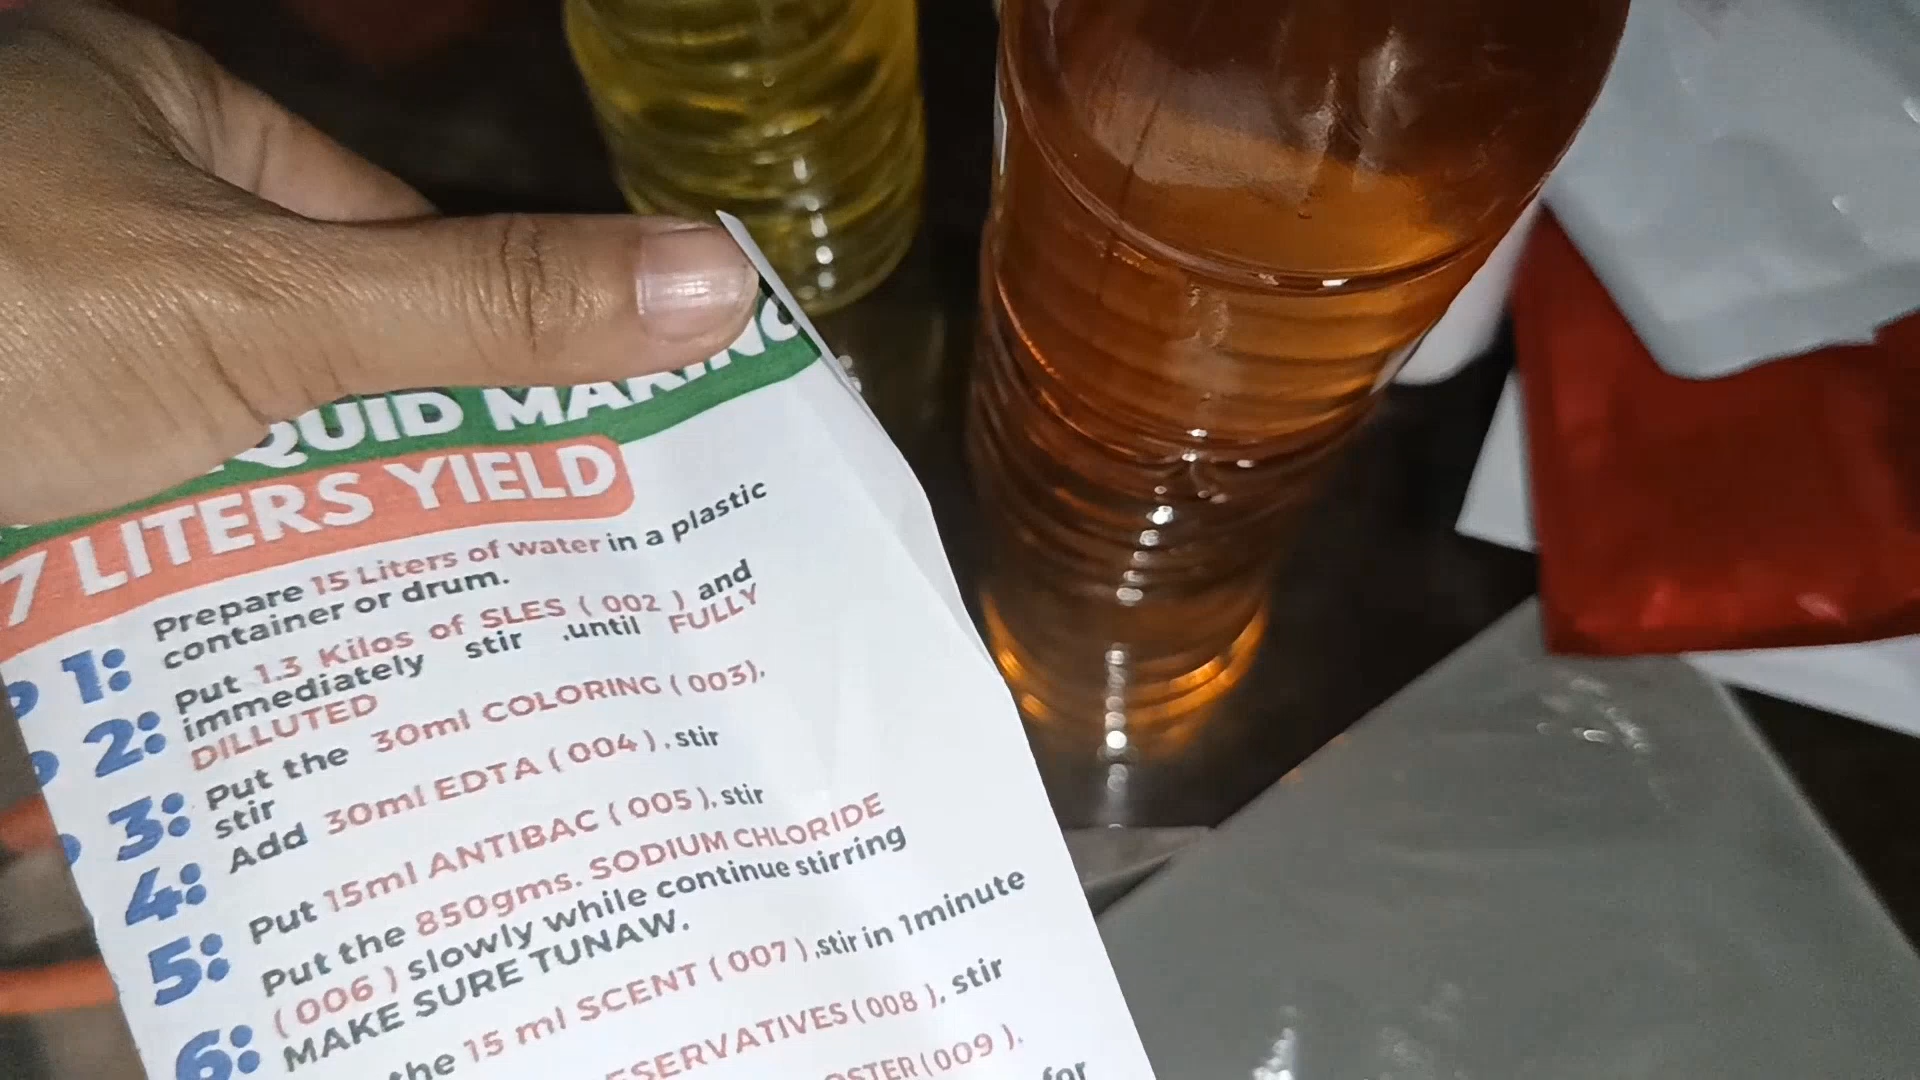 QUID MAKING
7 LITERS YIELD
1: Prepare 15 Liters of water in a plastic
container or drum.
2: Put 1.3 Kilos of SLES ( 002 ) and
immediately stir .until FULLY
DILLUTED
3: Put the 30ml COLORING ( 003),
stir
4: Add 30ml EDTA ( 004 ), stir
5: Put 15ml ANTIBAC ( 005 ), stir
6: Put the 850gms. SODIUM CHLORIDE
( 006 ) slowly while continue stirring
MAKE SURE TUNAW.
the 15 ml SCENT ( 007 ),stir in 1minute
ESERVATIVES ( 008 ), stir
OSTER ( 009 ).
for